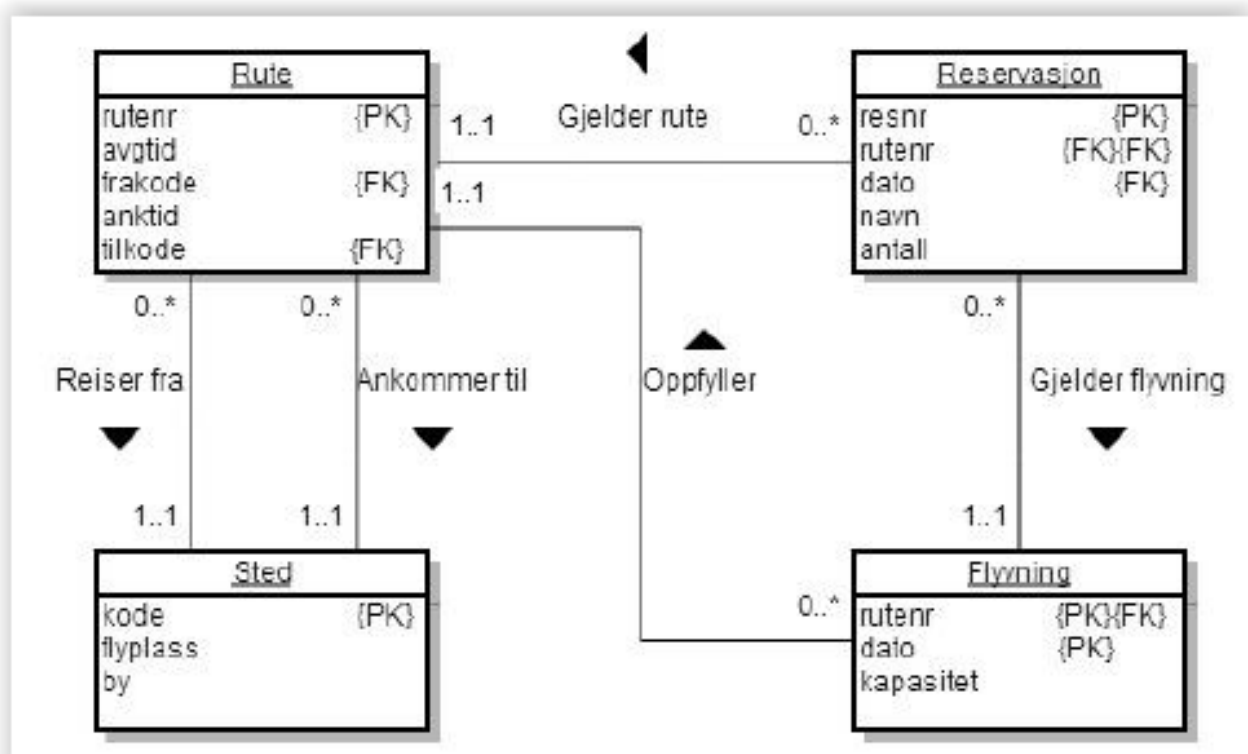 Rute
rutenr {PK}
avgtid
frakode {FK}
anktid
tilkode {FK}
1..1
Gjelder rute
0..*
1..1
Reservasjon
resnr {PK}
rutenr {FK}{FK}
dato {FK}
navn
antall
0..*
0..*
0..*
Reiser fra
Ankommer til
Oppfyller
Gjelder flyvning
1..1
1..1
1..1
Sted
kode {PK}
flyplass
by
0..*
Flyvning
rutenr {PK}{FK}
dato {PK}
kapasitet